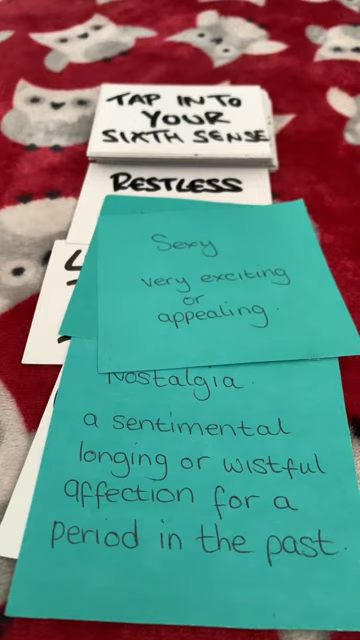 TAP INTO
YOUR
SIXTH SENSE
RESTLESS
Sexy
very exciting
or
appealing.
Nostalgia.
a sentimental
longing or wistful
affection for a
period in the past.